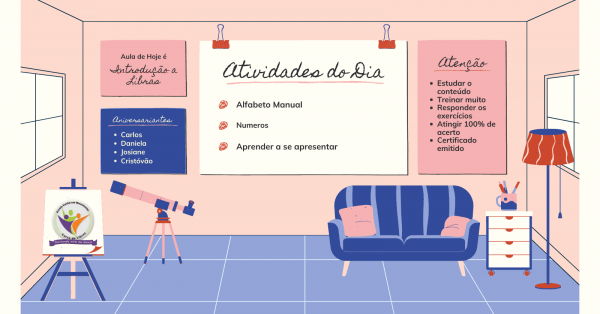 Aula de Hoje é
Introdução a
Libras
Aniversariantes
Carlos
Daniela
Josiane
Cristóvão
Atividades do Dia
Alfabeto Manual
Numeros
Aprender a se apresentar
Atenção
Estudar o
conteúdo
Treinar muito
Responder os
exercícios
Atingir 100% de
acerto
Certificado
emitido